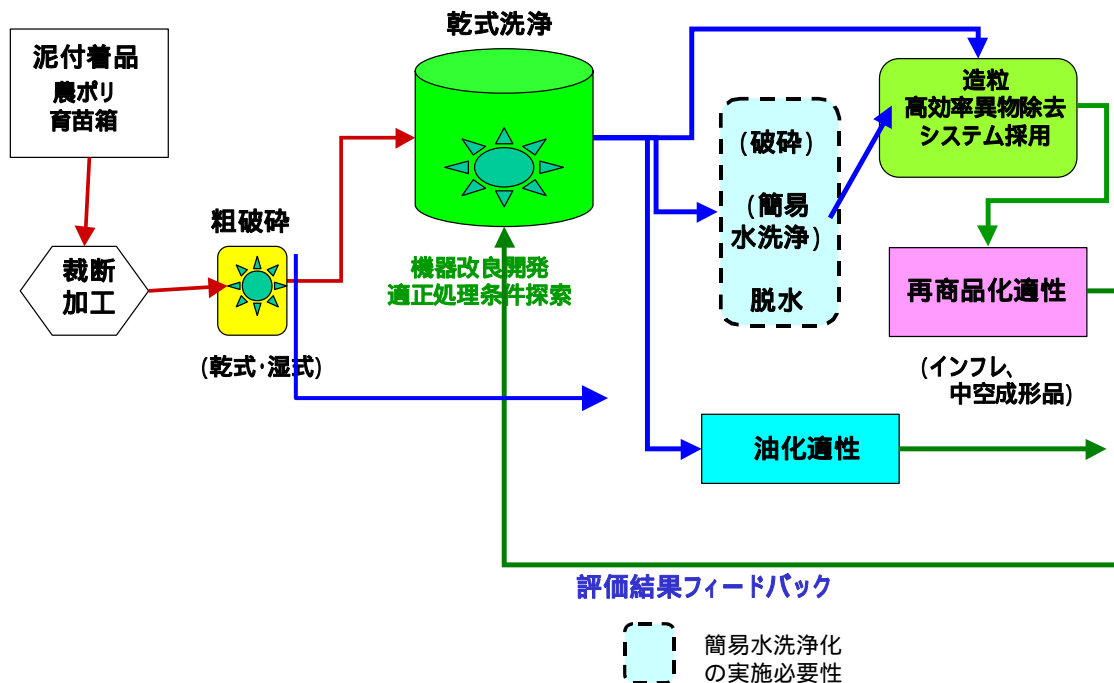 乾式洗浄
泥付着品
農ポリ
育苗箱
造粒
高効率異物除去
システム採用
(破砕)
(簡易
水洗浄)
脱水
粗破砕
裁断
加工
(乾式･湿式)
機器改良開発
適正処理条件探索
再商品化適性
(インフレ、
中空成形品)
油化適性
評価結果フィードバック
簡易水洗浄化
の実施必要性